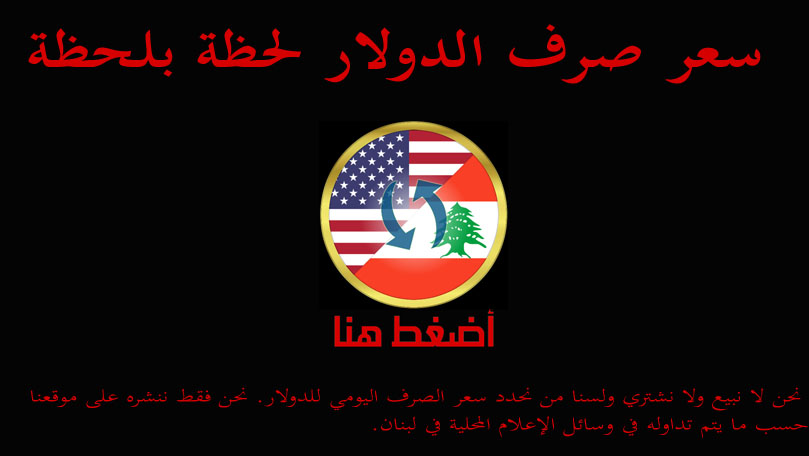 سعر صرف الدولار لحظة بلحظة
أضغط هنا
نحن لا نبيع ولا نشتري ولسنا من نحدد سعر الصرف اليومي للدولار. نحن فقط ننشره على موقعنا
حسب ما يتم تداوله في وسائل الإعلام المحلية في لبنان.